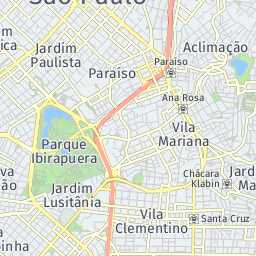 São Paulo
Jardim
Paulista
Aclimação
Paraíso
Paraíso
Ana Rosa
Vila
Mariana
Parque
Ibirapuera
Chácara
Klabin
Jardim
Lusitânia
Vila
Clementino
Santa Cruz